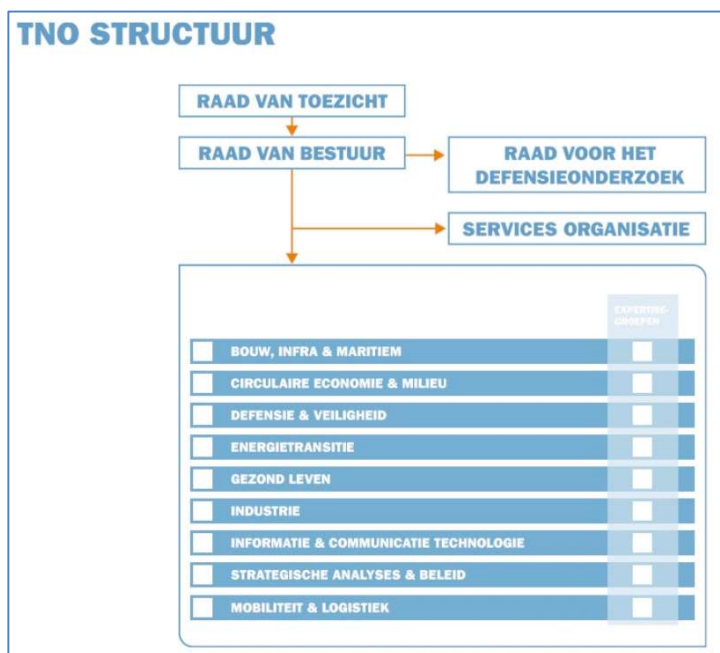 TNO STRUCTUUR
RAAD VAN TOEZICHT
RAAD VAN BESTUUR
RAAD VOOR HET
DEFENSIEONDERZOEK
SERVICES ORGANISATIE
EXPERTISE-
GROEPEN
BOUW, INFRA & MARITIEM
CIRCULAIRE ECONOMIE & MILIEU
DEFENSIE & VEILIGHEID
ENERGIETRANSITIE
GEZOND LEVEN
INDUSTRIE
INFORMATIE & COMMUNICATIE TECHNOLOGIE
STRATEGISCHE ANALYSES & BELEID
MOBILITEIT & LOGISTIEK